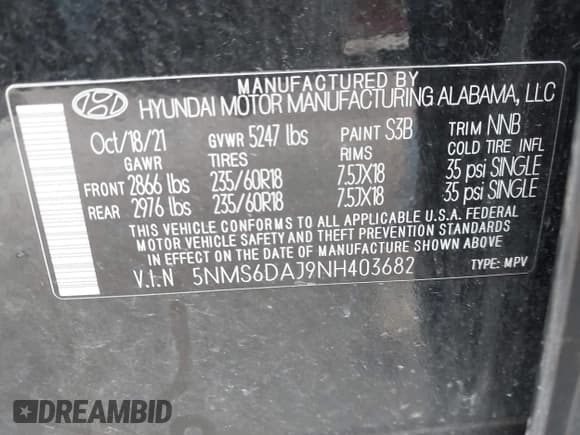 MANUFACTURED BY
HYUNDAI MOTOR MANUFACTURING ALABAMA, LLC
Oct/18/21 GVWR 5247 lbs PAINT S3B TRIM NNB
GAWR TIRES RIMS COLD TIRE INFL
FRONT 2866 lbs 235/60R18 7.5JX18 35 psi SINGLE
REAR 2976 lbs 235/60R18 7.5JX18 35 psi SINGLE
THIS VEHICLE CONFORMS TO ALL APPLICABLE U.S.A. FEDERAL
MOTOR VEHICLE SAFETY AND THEFT PREVENTION STANDARDS
IN EFFECT ON THE DATE OF MANUFACTURE SHOWN ABOVE.
V.I.N 5NMS6DAJ9NH403682 TYPE: MPV
DREAMBID